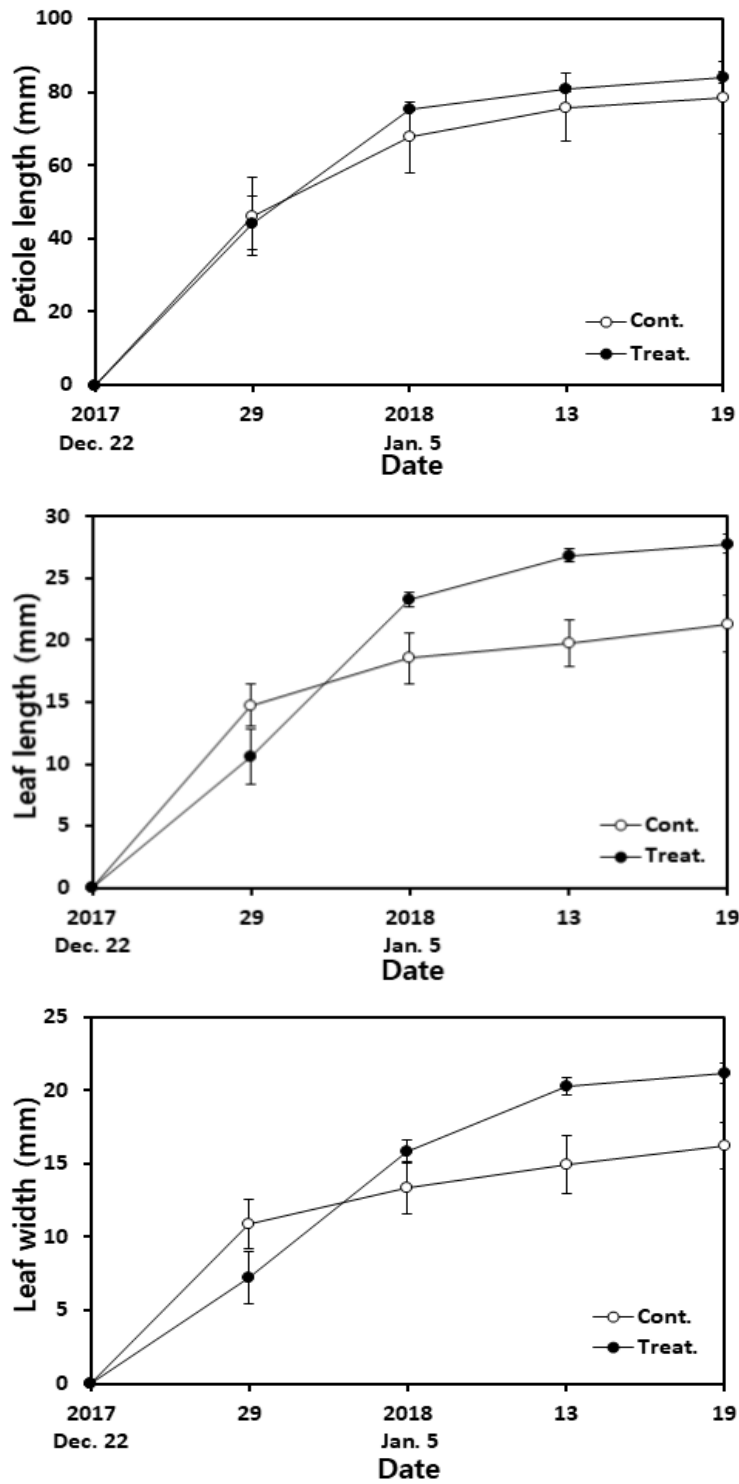 100
80
60
40
20
0
Petiole length (mm)
Cont.
Treat.
2017 29 2018 13 19
Dec. 22 Jan. 5
Date
30
25
20
15
10
5
0
Leaf length (mm)
Cont.
Treat.
2017 29 2018 13 19
Dec. 22 Jan. 5
Date
25
20
15
10
5
0
Leaf width (mm)
Cont.
Treat.
2017 29 2018 13 19
Dec. 22 Jan. 5
Date